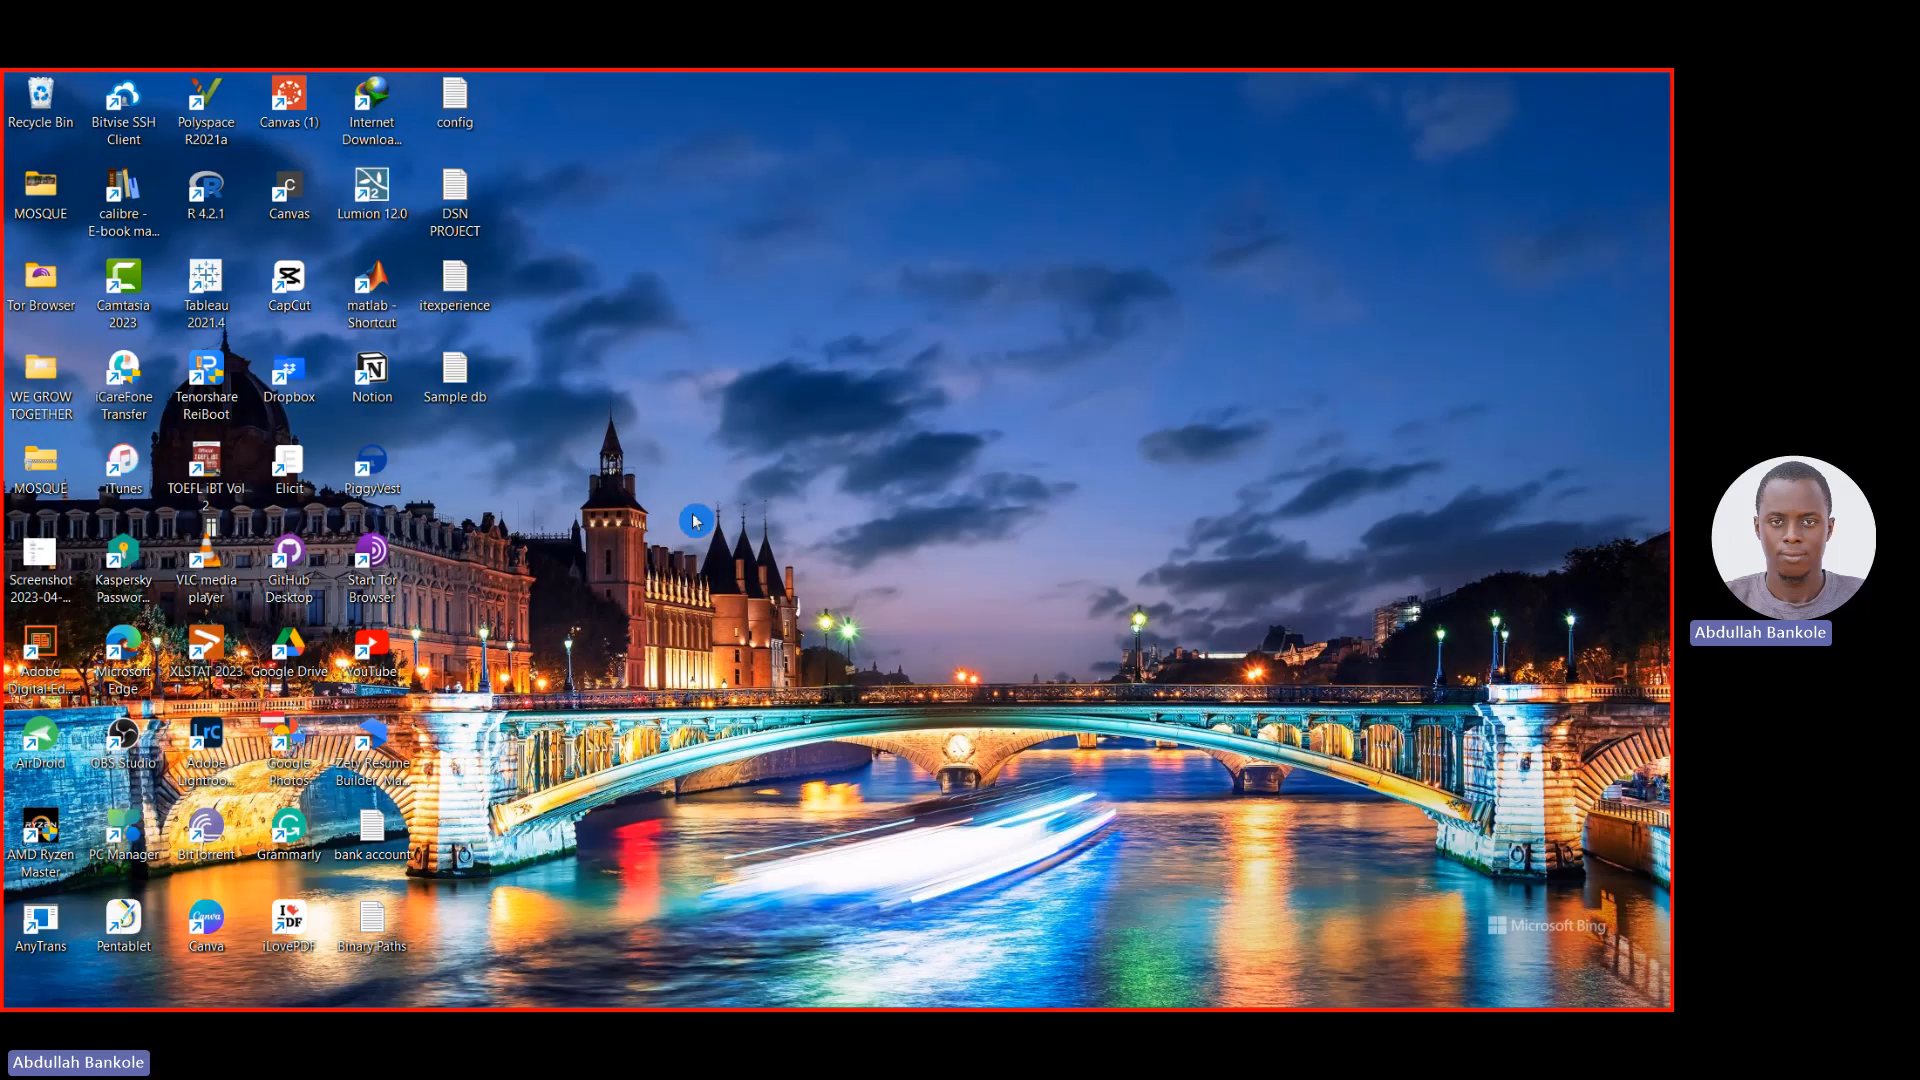 Recycle Bin
Bitvise SSH
Client
Polyspace
R2021a
Canvas (1)
Internet
Downloa...
config
MOSQUE
calibre -
E-book ma...
R 4.2.1
C
Canvas
Lumion 12.0
DSN
PROJECT
Tor Browser
Camtasia
2023
Tableau
2021.4
CapCut
matlab -
Shortcut
itexperience
WE GROW
TOGETHER
iCareFone
Transfer
Tenorshare
ReiBoot
Dropbox
Notion
Sample db
MOSQUE
iTunes
TOEFL iBT Vol
2
Elicit
PiggyVest
Screenshot
2023-04-...
Kaspersky
Passwor...
VLC media
player
GitHub
Desktop
Start Tor
Browser
Adobe
Digital Ed...
Microsoft
Edge
XLSTAT 2023
Google Drive
YouTube
AirDroid
OBS Studio
LrC
Adobe
Lightroo...
Google
Photos
Zety Resume
Builder, Ma...
RYZEN
AMD Ryzen
Master
PC Manager
BitTorrent
Grammarly
bank account
AnyTrans
Pentablet
Canva
Canva
iLovePDF
Binary Paths
Microsoft Bing
Abdullah Bankole
Abdullah Bankole